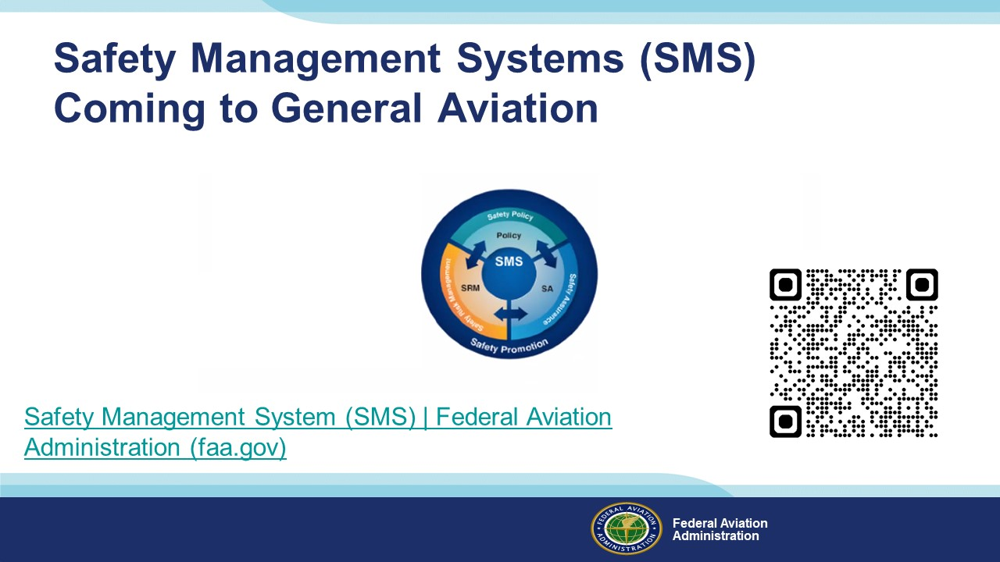 Safety Management Systems (SMS)
Coming to General Aviation
Safety Policy
Policy
SMS
SRM
SA
Safety Risk Management
Safety Assurance
Safety Promotion
Safety Management System (SMS) | Federal Aviation
Administration (faa.gov)
FEDERAL AVIATION
ADMINISTRATION
Federal Aviation
Administration